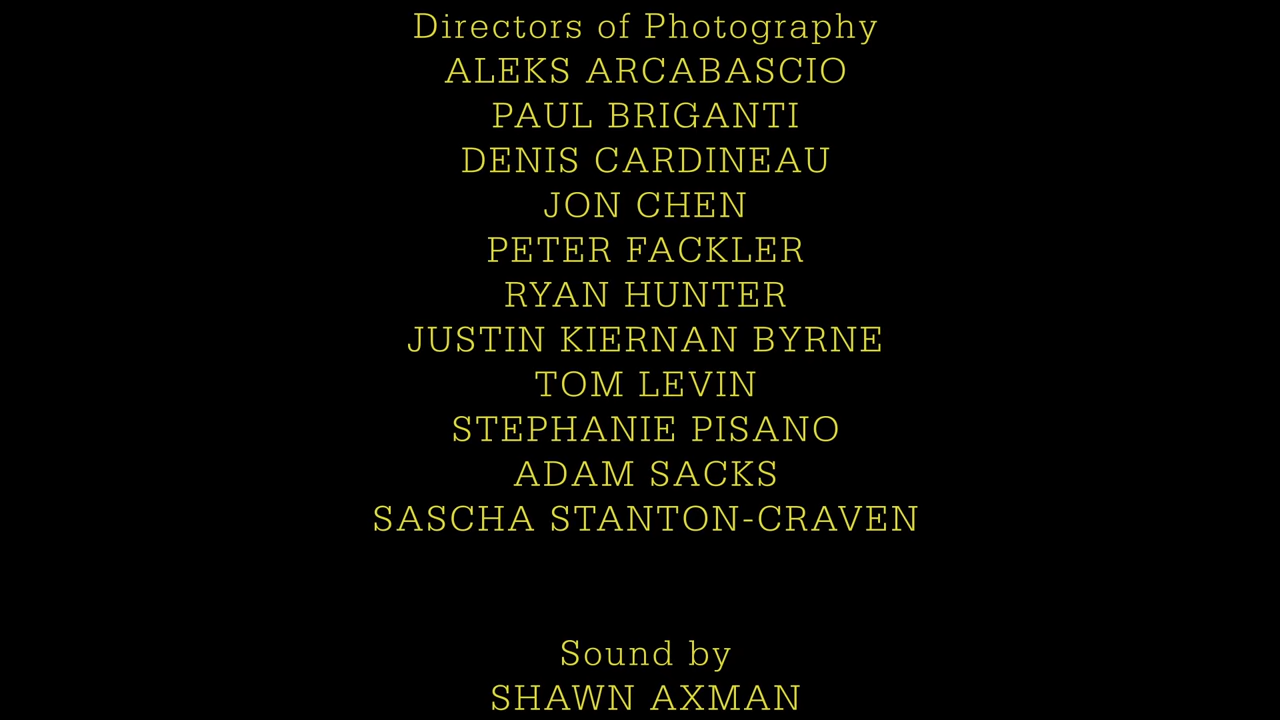 Directors of Photography
ALEKS ARCABASCIO
PAUL BRIGANTI
DENIS CARDINEAU
JON CHEN
PETER FACKLER
RYAN HUNTER
JUSTIN KIERNAN BYRNE
TOM LEVIN
STEPHANIE PISANO
ADAM SACKS
SASCHA STANTON-CRAVEN
Sound by
SHAWN AXMAN